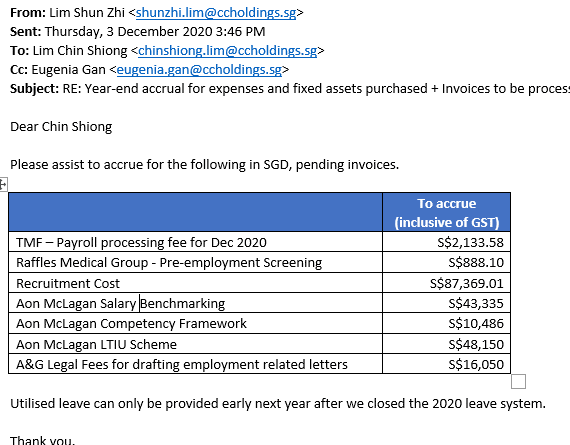 From: Lim Shun Zhi <shunzhi.lim@ccholdings.sg>
Sent: Thursday, 3 December 2020 3:46 PM
To: Lim Chin Shiong <chinshiong.lim@ccholdings.sg>
Cc: Eugenia Gan <eugenia.gan@ccholdings.sg>
Subject: RE: Year-end accrual for expenses and fixed assets purchased + Invoices to be proces
Dear Chin Shiong
Please assist to accrue for the following in SGD, pending invoices.
To accrue
(inclusive of GST)
TMF – Payroll processing fee for Dec 2020 S$2,133.58
Raffles Medical Group - Pre-employment Screening S$888.10
Recruitment Cost S$87,369.01
Aon McLagan Salary Benchmarking S$43,335
Aon McLagan Competency Framework S$10,486
Aon McLagan LTIU Scheme S$48,150
A&G Legal Fees for drafting employment related letters S$16,050
Utilised leave can only be provided early next year after we closed the 2020 leave system.
Thank you.